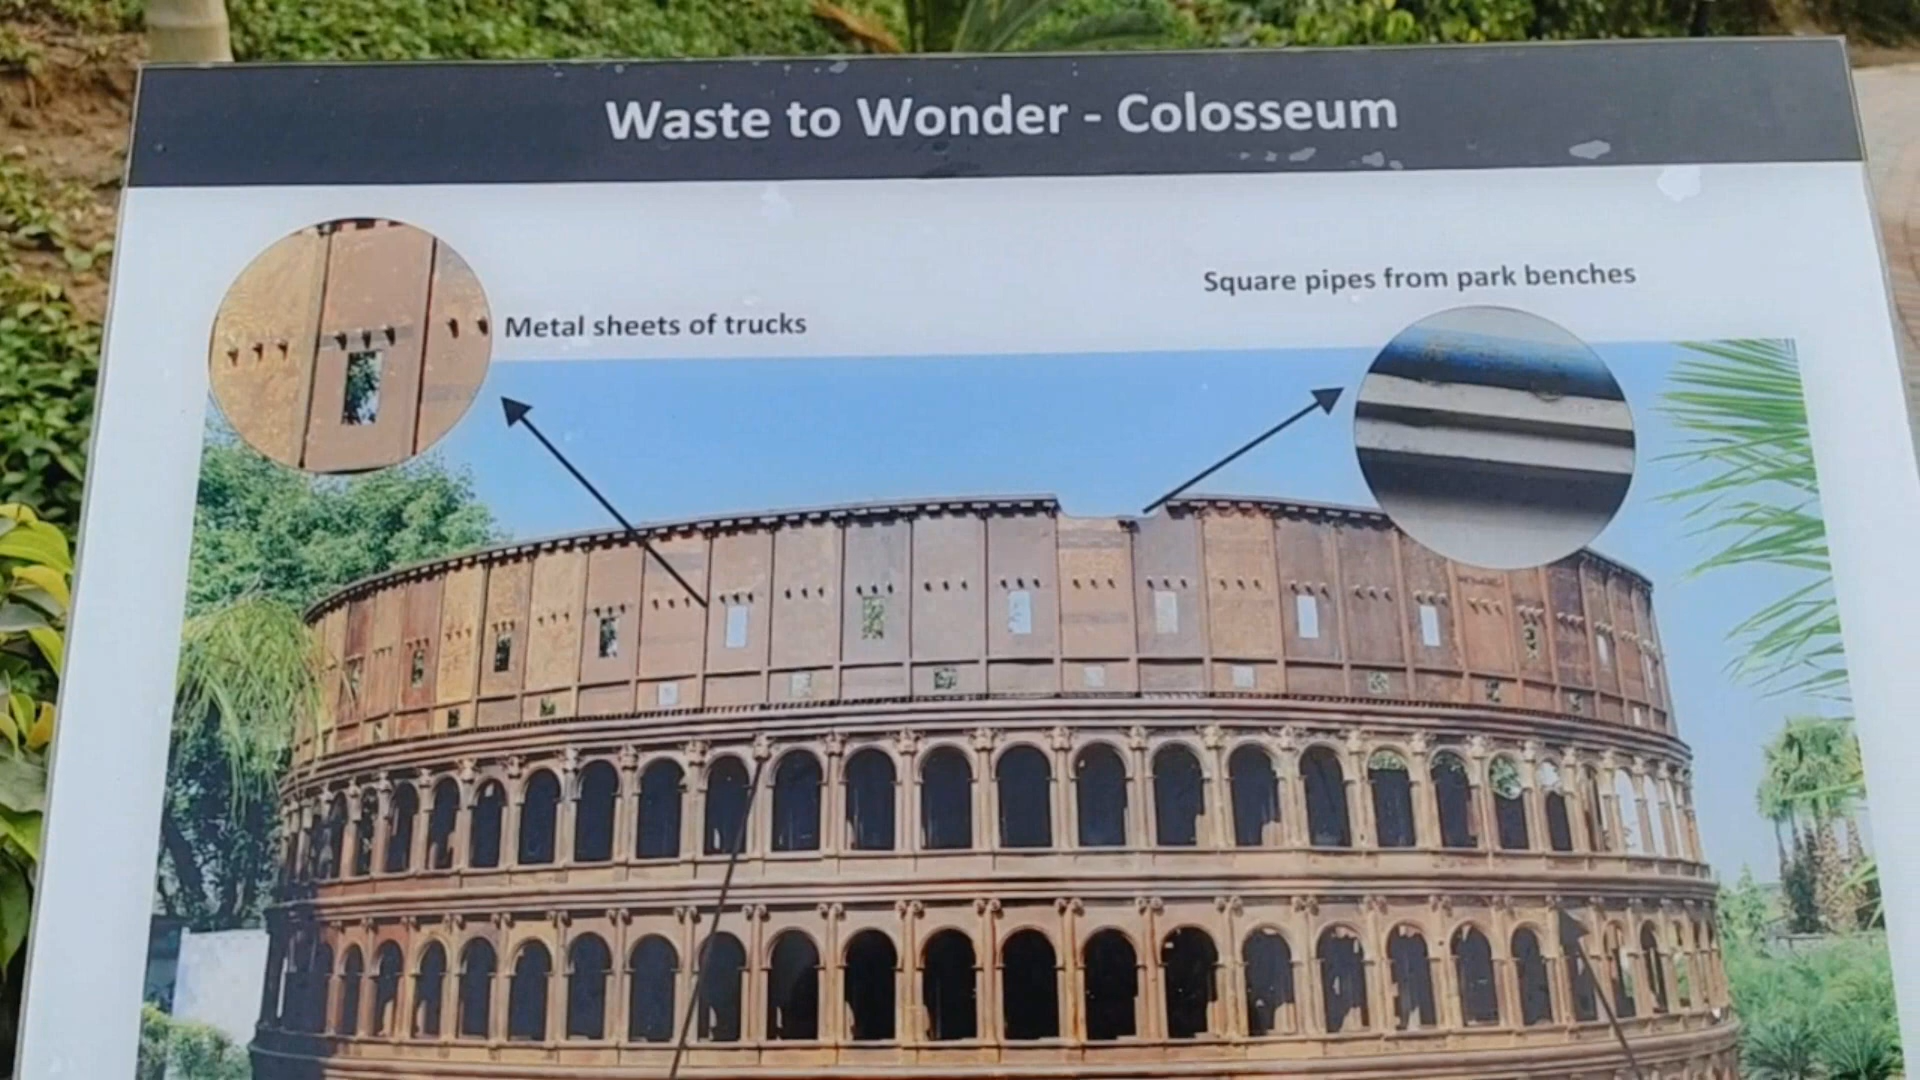 Waste to Wonder - Colosseum
Square pipes from park benches
Metal sheets of trucks